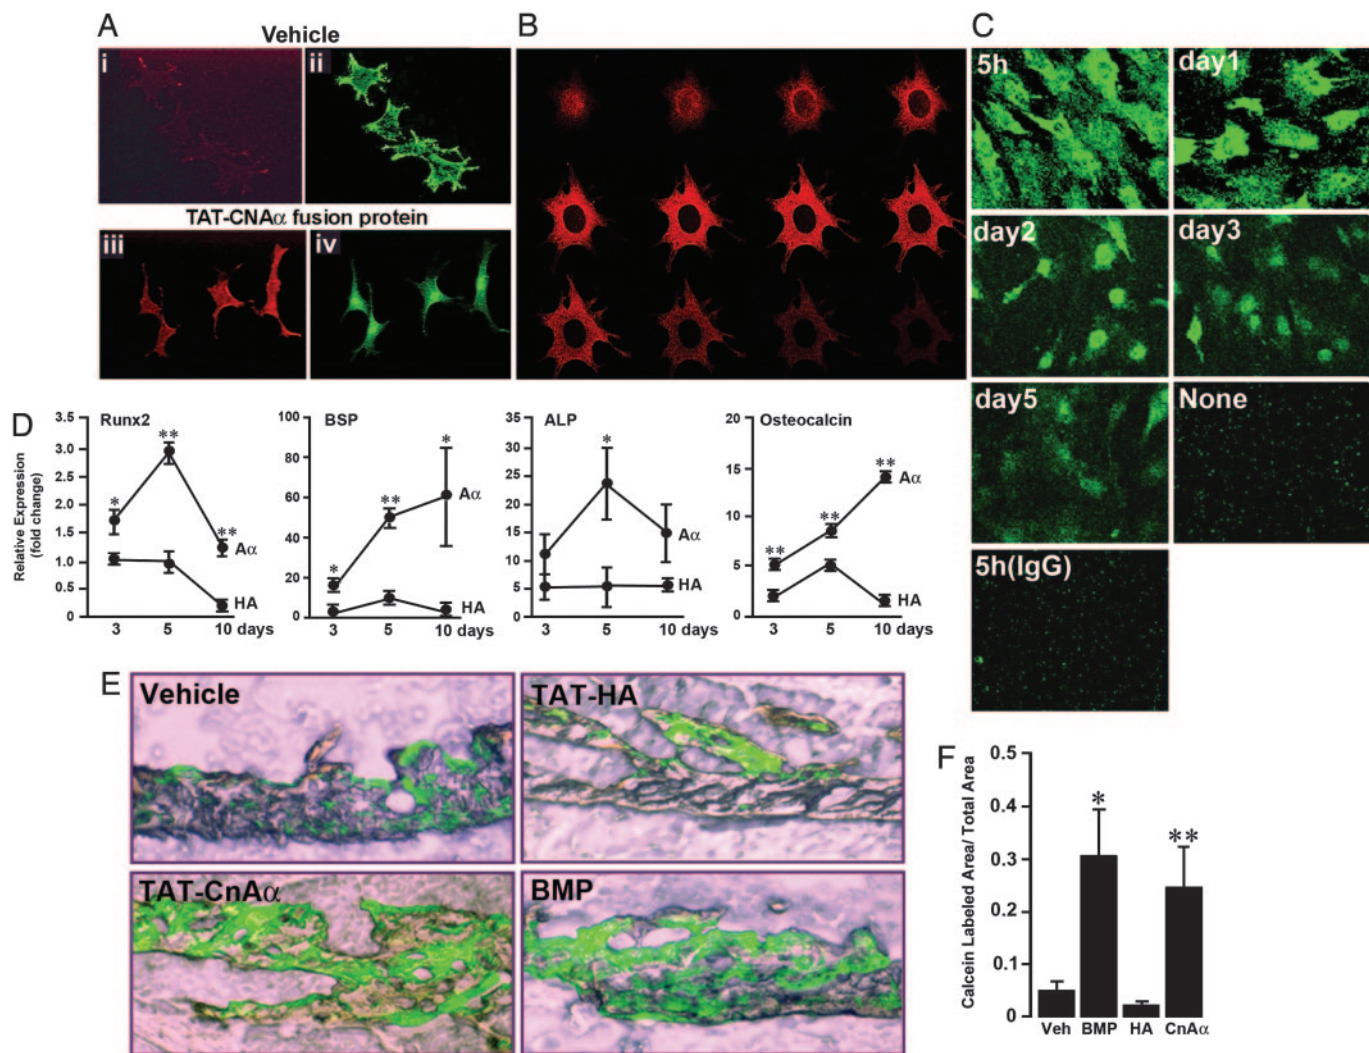 A
Vehicle
i
ii
TAT-CNAα fusion protein
iii
iv
B
C
5h
day1
day2
day3
day5
None
5h(IgG)
D
Relative Expression
(fold change)
Runx2
3.5
3.0
2.5
2.0
1.5
1.0
0.5
0
*
**
**
Aα
HA
3 5 10 days
BSP
100
80
60
40
20
0
*
**
*
Aα
HA
3 5 10 days
ALP
35
30
25
20
15
10
5
0
*
Aα
HA
3 5 10 days
Osteocalcin
20
15
10
5
0
**
**
**
Aα
HA
3 5 10 days
E
Vehicle
TAT-HA
TAT-CnAα
BMP
F
Calcein Labeled Area/ Total Area
0.5
0.4
0.3
0.2
0.1
0
*
**
Veh BMP HA CnAα